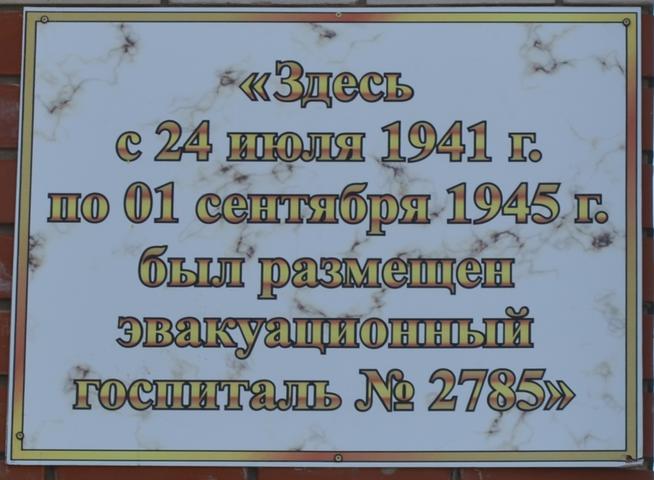 «Здесь
с 24 июля 1941 г.
по 01 сентября 1945 г.
был размещен
эвакуационный
госпиталь № 2785»